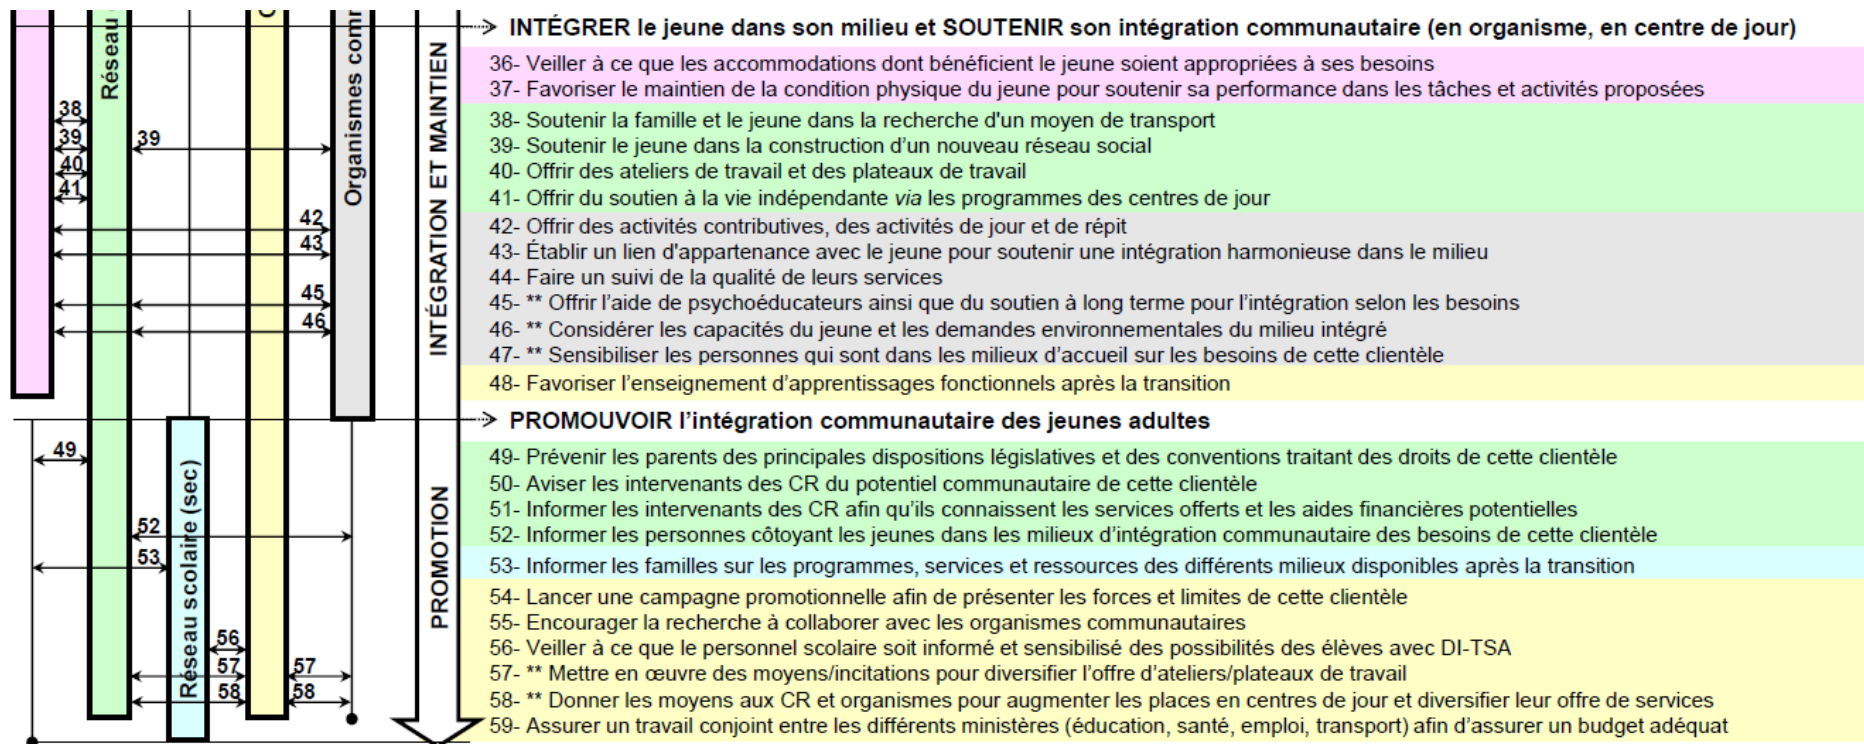 INTÉGRER le jeune dans son milieu et SOUTENIR son intégration communautaire (en organisme, en centre de jour)
36- Veiller à ce que les accommodations dont bénéficient le jeune soient appropriées à ses besoins
37- Favoriser le maintien de la condition physique du jeune pour soutenir sa performance dans les tâches et activités proposées
38- Soutenir la famille et le jeune dans la recherche d'un moyen de transport
39- Soutenir le jeune dans la construction d’un nouveau réseau social
40- Offrir des ateliers de travail et des plateaux de travail
41- Offrir du soutien à la vie indépendante via les programmes des centres de jour
42- Offrir des activités contributives, des activités de jour et de répit
43- Établir un lien d'appartenance avec le jeune pour soutenir une intégration harmonieuse dans le milieu
44- Faire un suivi de la qualité de leurs services
45- ** Offrir l’aide de psychoéducateurs ainsi que du soutien à long terme pour l’intégration selon les besoins
46- ** Considérer les capacités du jeune et les demandes environnementales du milieu intégré
47- ** Sensibiliser les personnes qui sont dans les milieux d’accueil sur les besoins de cette clientèle
48- Favoriser l’enseignement d’apprentissages fonctionnels après la transition
PROMOUVOIR l’intégration communautaire des jeunes adultes
49- Prévenir les parents des principales dispositions législatives et des conventions traitant des droits de cette clientèle
50- Aviser les intervenants des CR du potentiel communautaire de cette clientèle
51- Informer les intervenants des CR afin qu’ils connaissent les services offerts et les aides financières potentielles
52- Informer les personnes côtoyant les jeunes dans les milieux d’intégration communautaire des besoins de cette clientèle
53- Informer les familles sur les programmes, services et ressources des différents milieux disponibles après la transition
54- Lancer une campagne promotionnelle afin de présenter les forces et limites de cette clientèle
55- Encourager la recherche à collaborer avec les organismes communautaires
56- Veiller à ce que le personnel scolaire soit informé et sensibilisé des possibilités des élèves avec DI-TSA
57- ** Mettre en œuvre des moyens/incitations pour diversifier l’offre d’ateliers/plateaux de travail
58- ** Donner les moyens aux CR et organismes pour augmenter les places en centres de jour et diversifier leur offre de services
59- Assurer un travail conjoint entre les différents ministères (éducation, santé, emploi, transport) afin d’assurer un budget adéquat
Réseau
Organismes
INTÉGRATION ET MAINTIEN
PROMOTION
Réseau scolaire (sec)
38
39 39
40
41
42
43
45
46
49
52
53
56
57 57
58 58